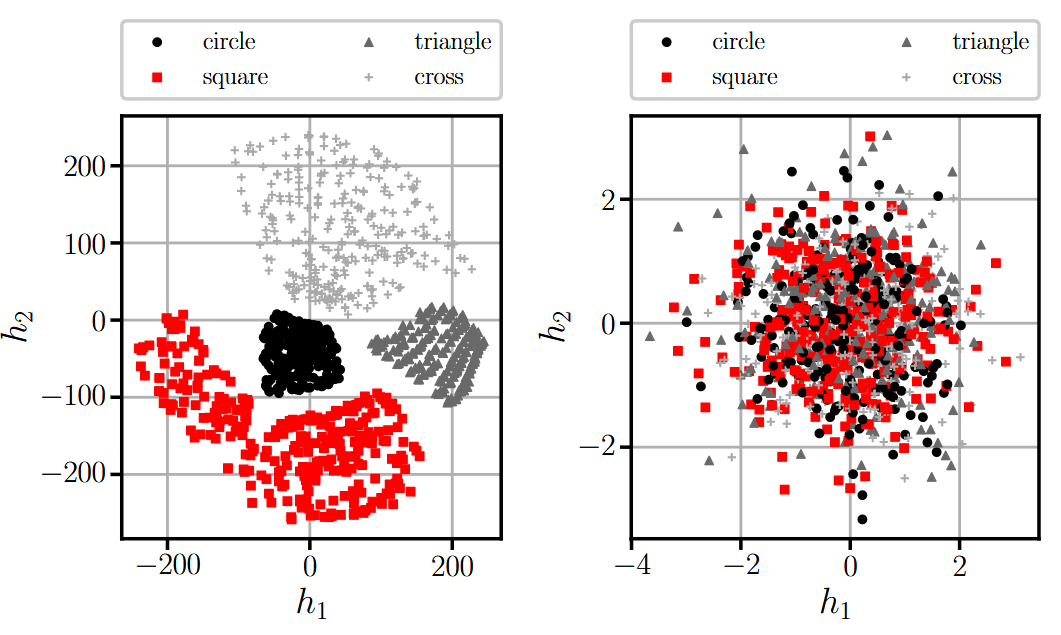 circle triangle
square cross
200
100
0
−100
−200
h2
−200 0 200
h1
circle triangle
square cross
2
0
−2
h2
−4 −2 0 2
h1